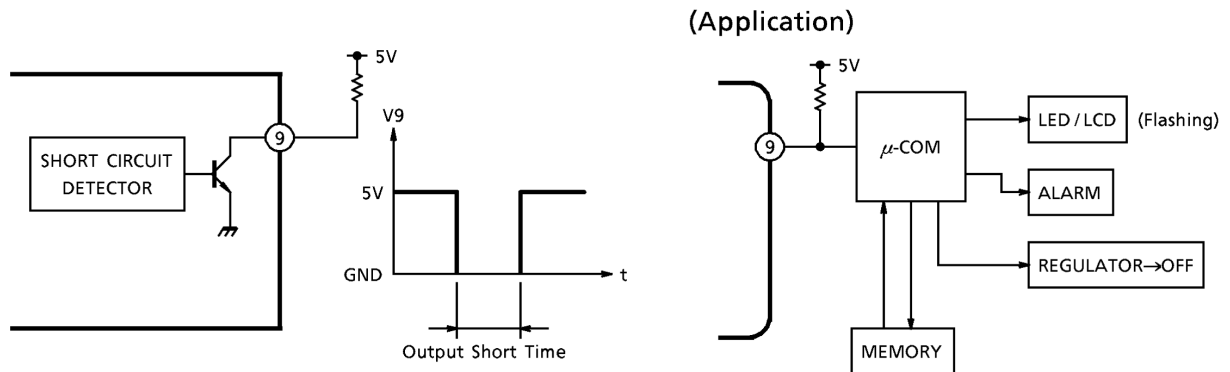 (Application)
5V
9
SHORT CIRCUIT
DETECTOR
V9
5V
GND
t
Output Short Time
5V
9
μ-COM
LED / LCD (Flashing)
ALARM
REGULATOR→OFF
MEMORY